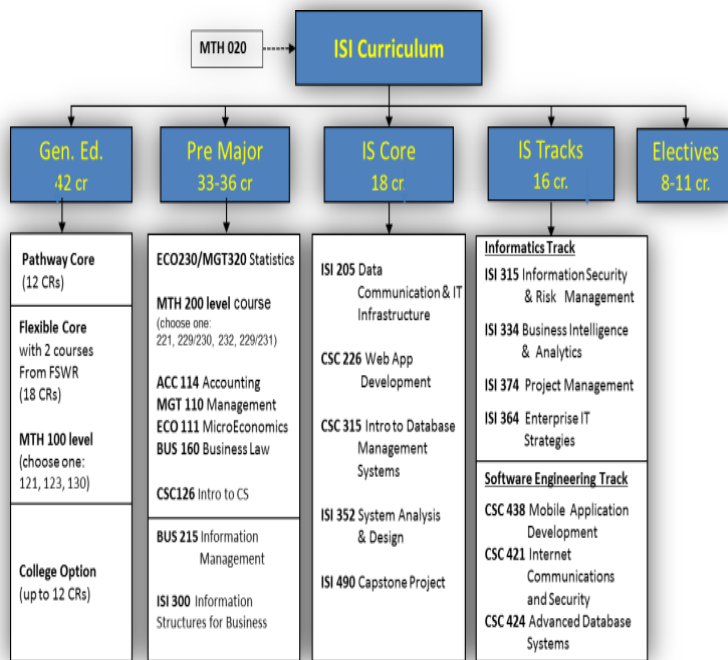 MTH 020
ISI Curriculum
Gen. Ed.
42 cr
Pre Major
33-36 cr
IS Core
18 cr
IS Tracks
16 cr.
Electives
8-11 cr.
Pathway Core
(12 CRs)
Flexible Core
with 2 courses
From FSWR
(18 CRs)
MTH 100 level
(choose one:
121, 123, 130)
College Option
(up to 12 CRs)
ECO230/MGT320 Statistics
MTH 200 level course
(choose one:
221, 229/230, 232, 229/231)
ACC 114 Accounting
MGT 110 Management
ECO 111 MicroEconomics
BUS 160 Business Law
CSC126 Intro to CS
BUS 215 Information
Management
ISI 300 Information
Structures for Business
ISI 205 Data
Communication & IT
Infrastructure
CSC 226 Web App
Development
CSC 315 Intro to Database
Management
Systems
ISI 352 System Analysis
& Design
ISI 490 Capstone Project
Informatics Track
ISI 315 Information Security
& Risk Management
ISI 334 Business Intelligence
& Analytics
ISI 374 Project Management
ISI 364 Enterprise IT
Strategies
Software Engineering Track
CSC 438 Mobile Application
Development
CSC 421 Internet
Communications
and Security
CSC 424 Advanced Database
Systems